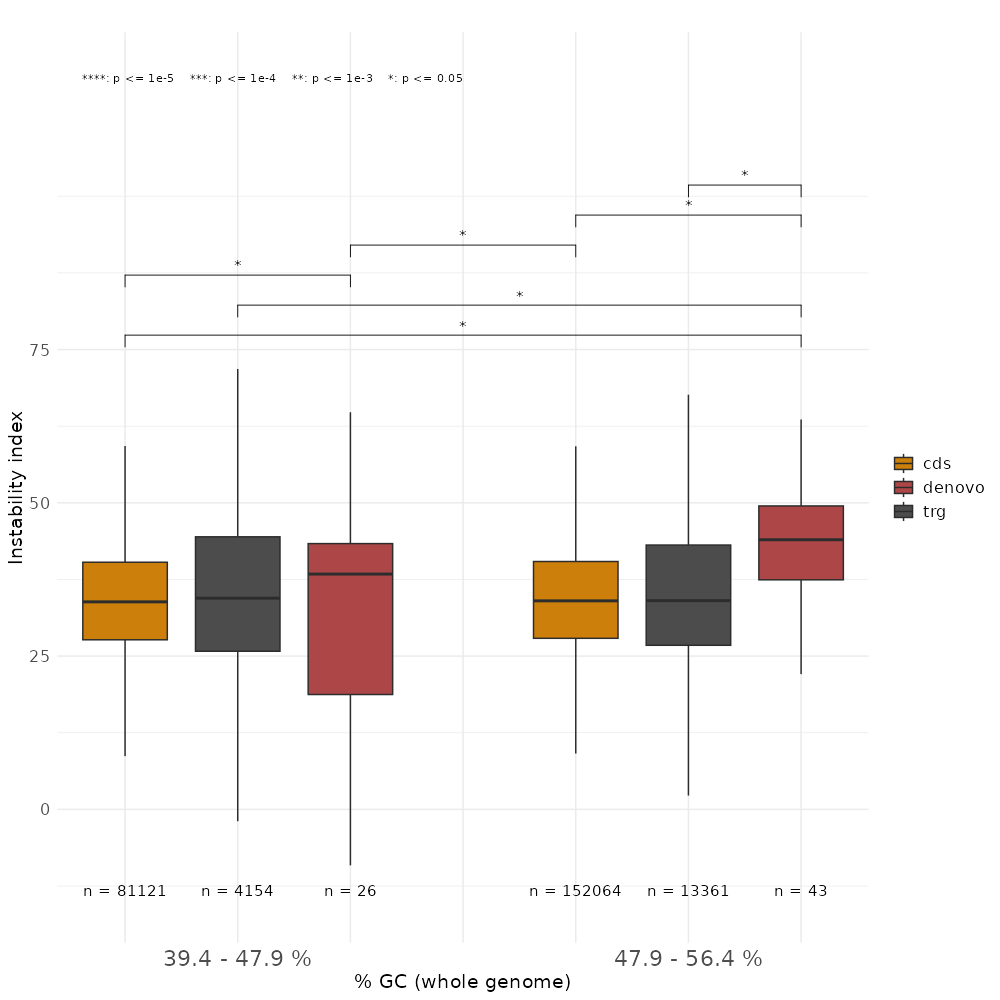 ****: p <= 1e-5 ***: p <= 1e-4 **: p <= 1e-3 *: p <= 0.05
*
*
*
*
*
*
75
50
25
0
Instability index
cds
denovo
trg
n = 81121 n = 4154 n = 26 n = 152064 n = 13361 n = 43
39.4 - 47.9 % 47.9 - 56.4 %
% GC (whole genome)